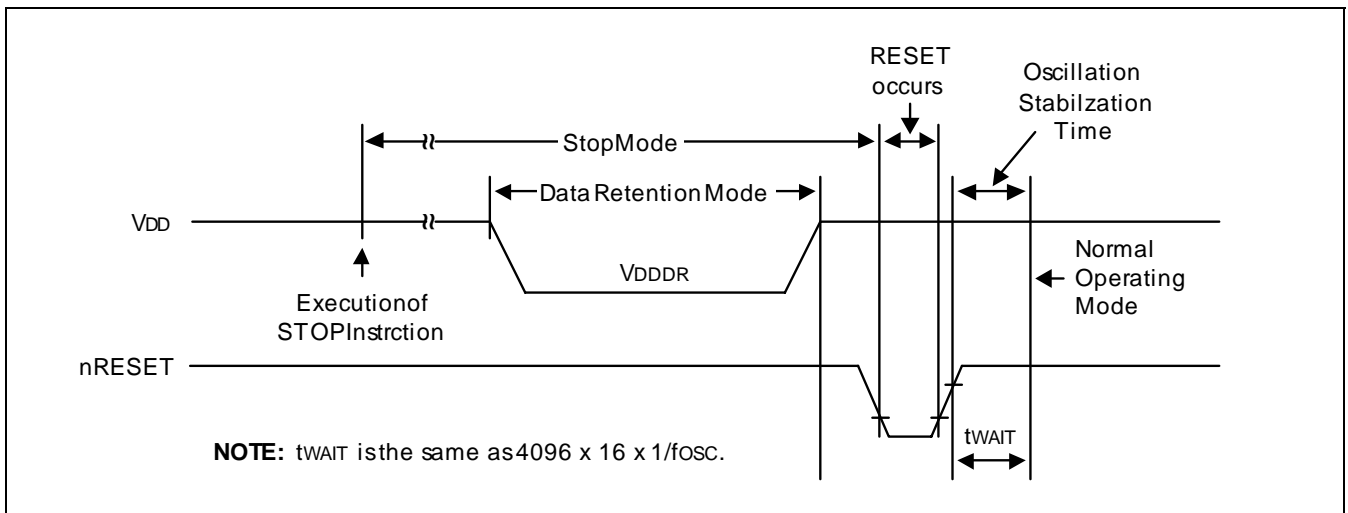 RESET
occurs
Oscillation
Stabilzation
Time
StopMode
Data Retention Mode
VDD
VDDDR
Normal
Operating
Mode
Executionof
STOPInstrction
nRESET
tWAIT
NOTE: tWAIT isthe same as4096 x 16 x 1/fOSC.